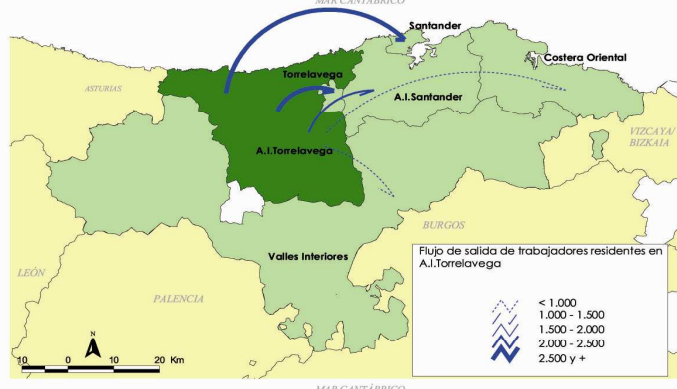 MAR CANTÁBRICO
Santander
Costera Oriental
Torrelavega
ASTURIAS
A.I.Santander
VIZCAYA/
BIZKAIA
A.I.Torrelavega
BURGOS
Valles Interiores
Flujo de salida de trabajadores residentes en
A.I.Torrelavega
LEÓN
PALENCIA
< 1.000
1.000 - 1.500
1.500 - 2.000
2.000 - 2.500
2.500 y +
N
10 0 10 20 Km
MAR CANTÁBRICO